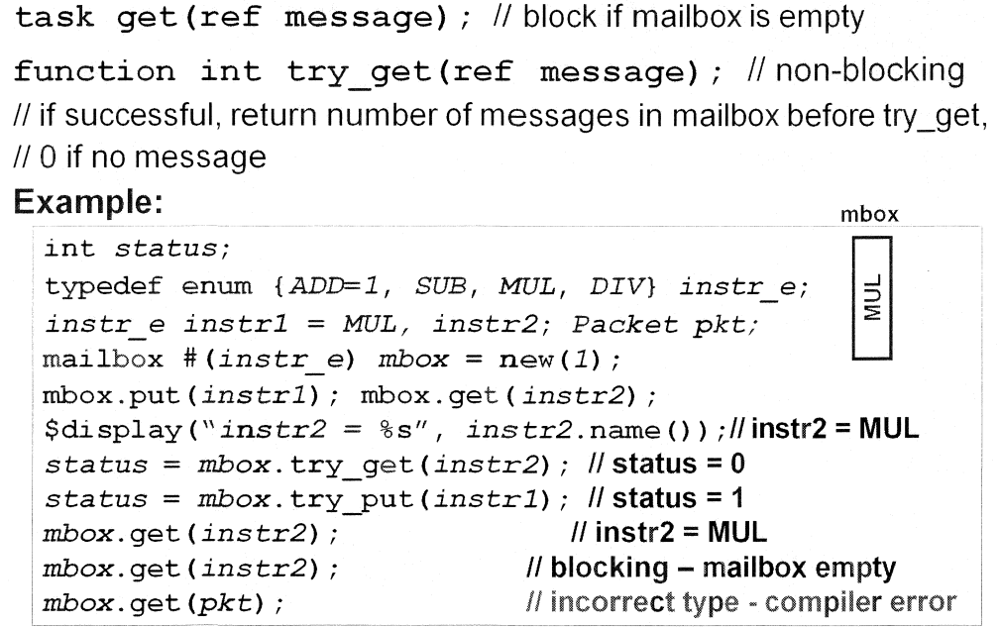 task get(ref message); // block if mailbox is empty
function int try_get(ref message); // non-blocking
// if successful, return number of messages in mailbox before try_get,
// 0 if no message
Example:
mbox
MUL
int status;
typedef enum {ADD=1, SUB, MUL, DIV} instr_e;
instr_e instr1 = MUL, instr2; Packet pkt;
mailbox #(instr_e) mbox = new(1);
mbox.put(instr1); mbox.get(instr2);
$display("instr2 = %s", instr2.name());// instr2 = MUL
status = mbox.try_get(instr2); // status = 0
status = mbox.try_put(instr1); // status = 1
mbox.get(instr2); // instr2 = MUL
mbox.get(instr2); // blocking – mailbox empty
mbox.get(pkt); // incorrect type - compiler error